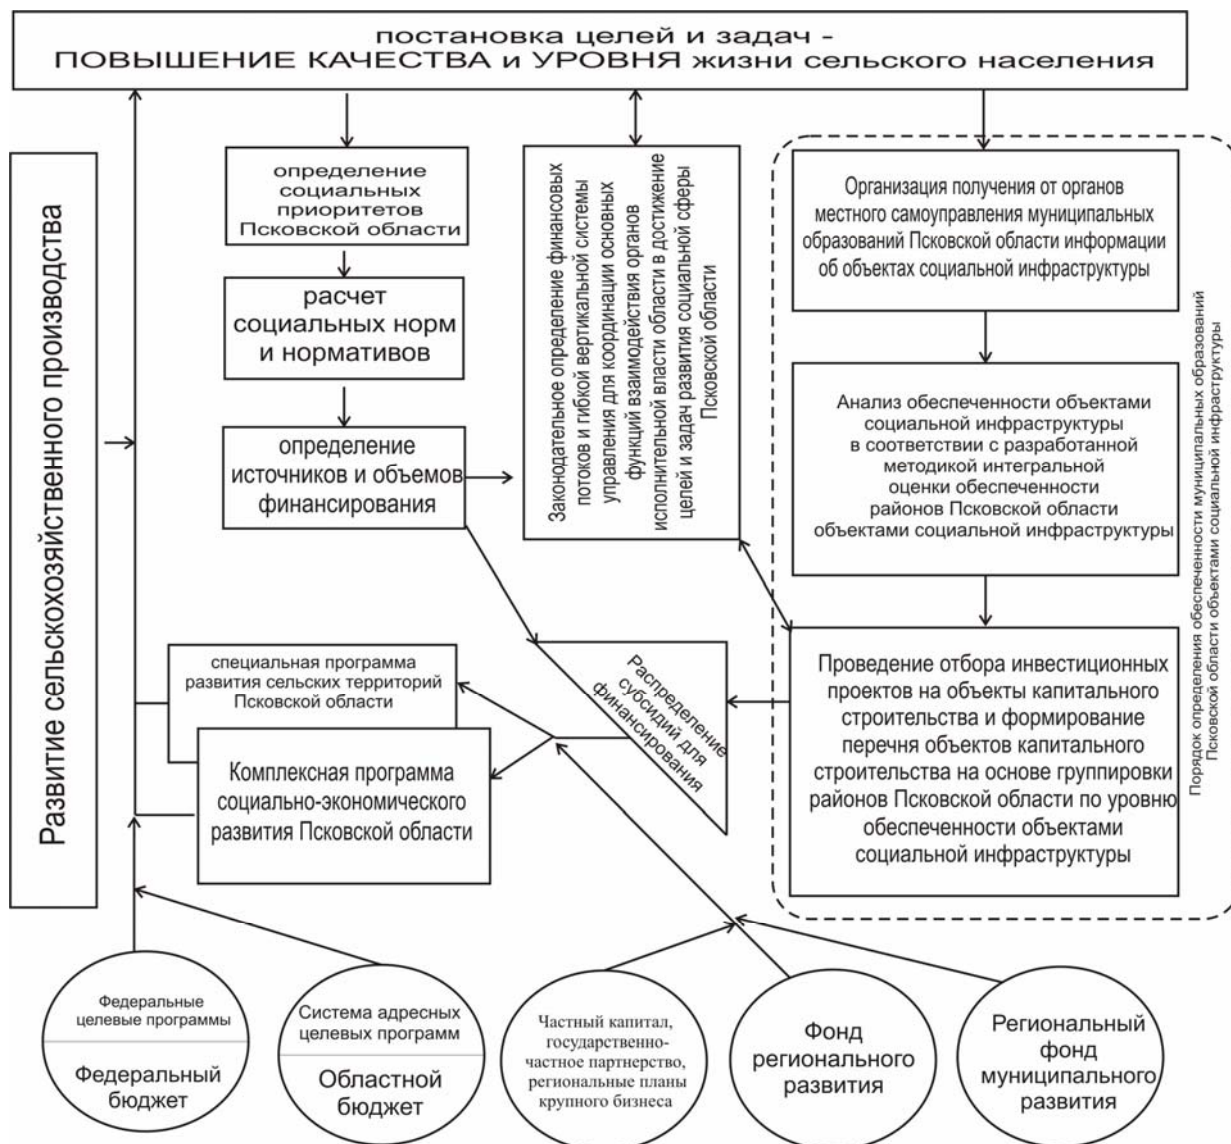 постановка целей и задач -
ПОВЫШЕНИЕ КАЧЕСТВА и УРОВНЯ жизни сельского населения
Развитие сельскохозяйственного производства
определение
социальных
приоритетов
Псковской области
расчет
социальных норм
и нормативов
определение
источников и объемов
финансирования
Законодательное определение финансовых
потоков и гибкой вертикальной системы
управления для координации основных
функций взаимодействия органов
исполнительной власти области в достижение
целей и задач развития социальной сферы
Псковской области
Организация получения от органов
местного самоуправления муниципальных
образований Псковской области информации
об объектах социальной инфраструктуры
Анализ обеспеченности объектами
социальной инфраструктуры
в соответствии с разработанной
методикой интегральной
оценки обеспеченности
районов Псковской области
объектами социальной инфраструктуры
Проведение отбора инвестиционных
проектов на объекты капитального
строительства и формирование
перечня объектов капитального
строительства на основе группировки
районов Псковской области по уровню
обеспеченности объектами
социальной инфраструктуры
Порядок определения обеспеченности муниципальных образований
Псковской области объектами социальной инфраструктуры
специальная программа
развития сельских территорий
Псковской области
Комплексная программа
социально-экономического
развития Псковской области
Распределение
субсидий для
финансирования
Федеральные
целевые программы
Федеральный
бюджет
Система адресных
целевых программ
Областной
бюджет
Частный капитал,
государственно-
частное партнерство,
региональные планы
крупного бизнеса
Фонд
регионального
развития
Региональный
фонд
муниципального
развития